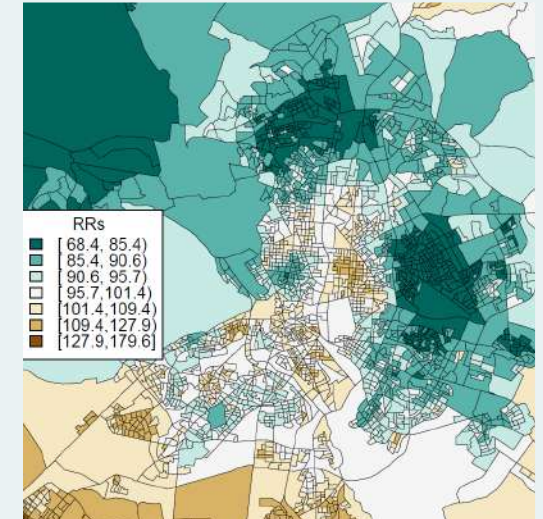 RRs
[ 68.4, 85.4)
[ 85.4, 90.6)
[ 90.6, 95.7)
[ 95.7,101.4)
[101.4,109.4)
[109.4,127.9)
[127.9,179.6]